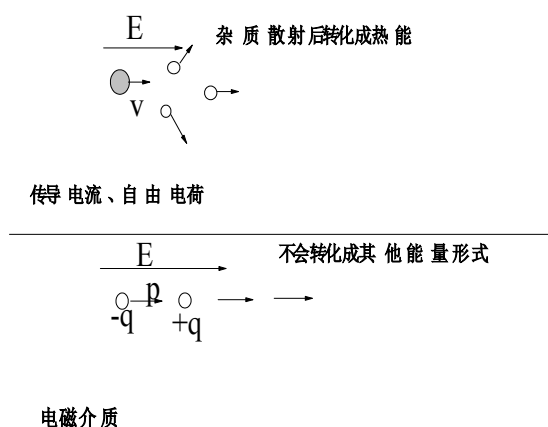 E
杂质散射后转化成热能
v
传导电流、自由电荷
E
不会转化成其他能量形式
p
-q
+q
电磁介质